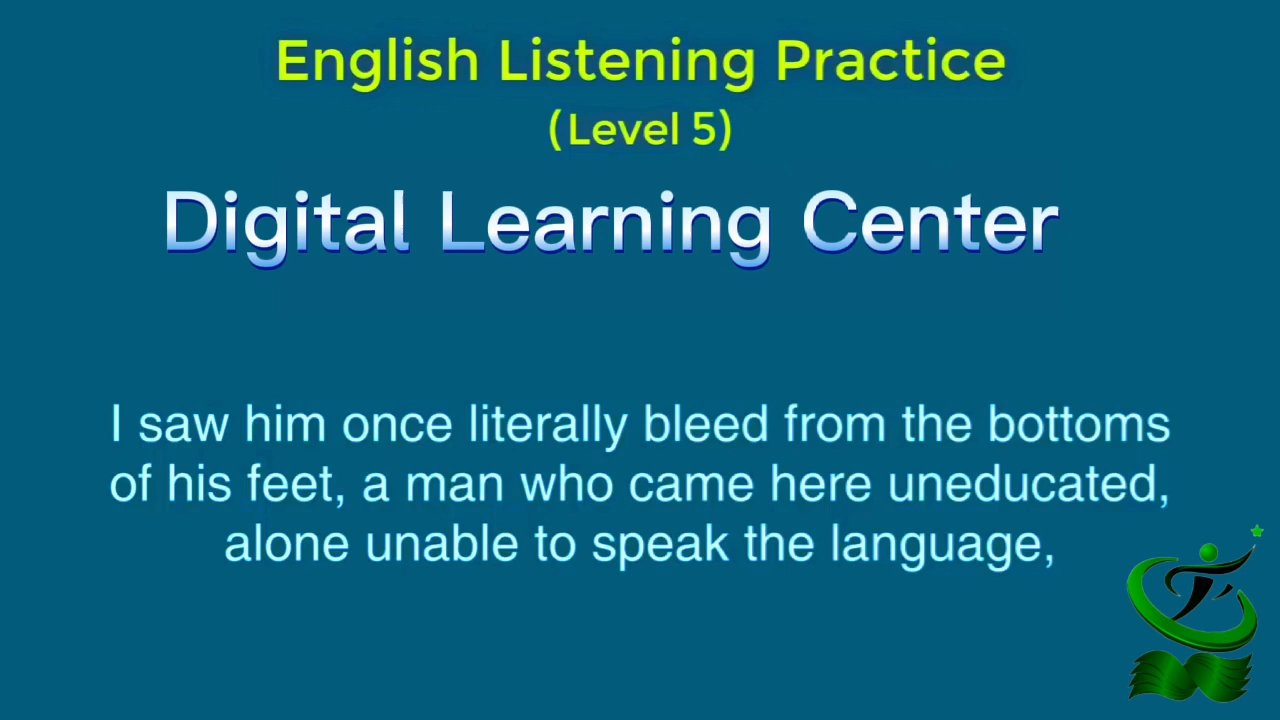 English Listening Practice
(Level 5)
Digital Learning Center
I saw him once literally bleed from the bottoms
of his feet, a man who came here uneducated,
alone unable to speak the language,